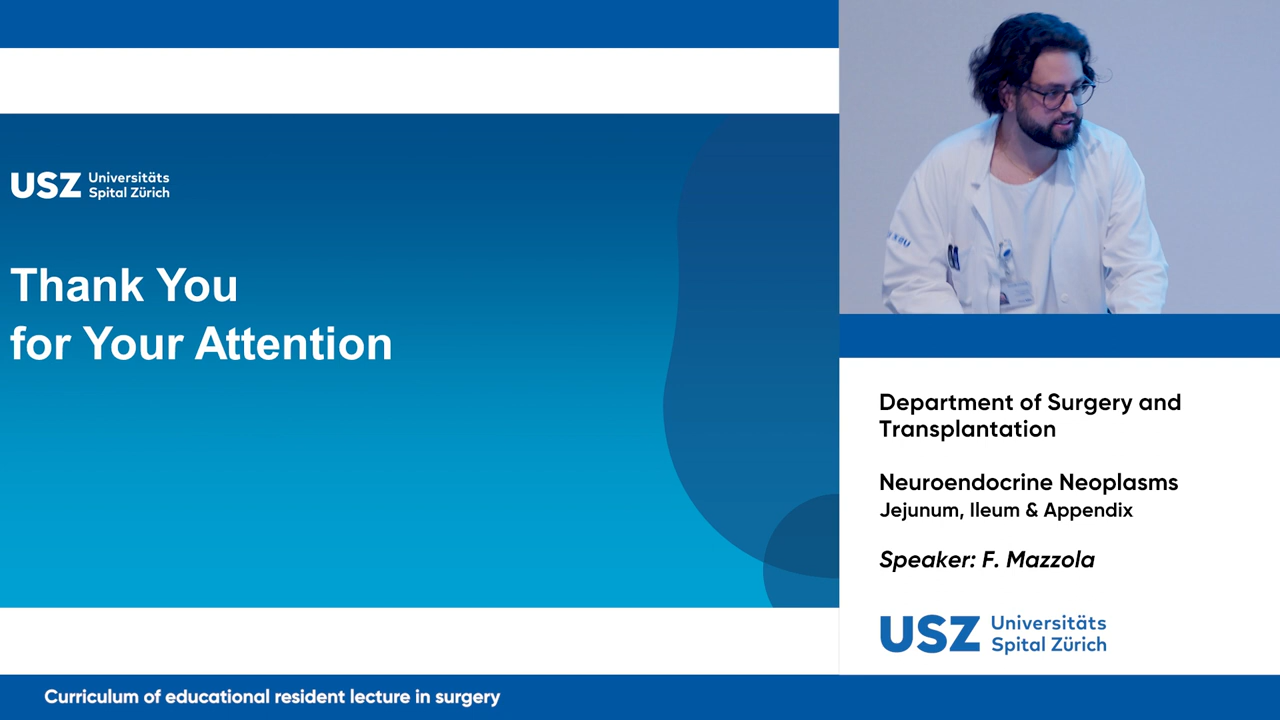 USZ Universitäts
Spital Zürich
Thank You
for Your Attention
Department of Surgery and
Transplantation
Neuroendocrine Neoplasms
Jejunum, Ileum & Appendix
Speaker: F. Mazzola
USZ Universitäts
Spital Zürich
Curriculum of educational resident lecture in surgery